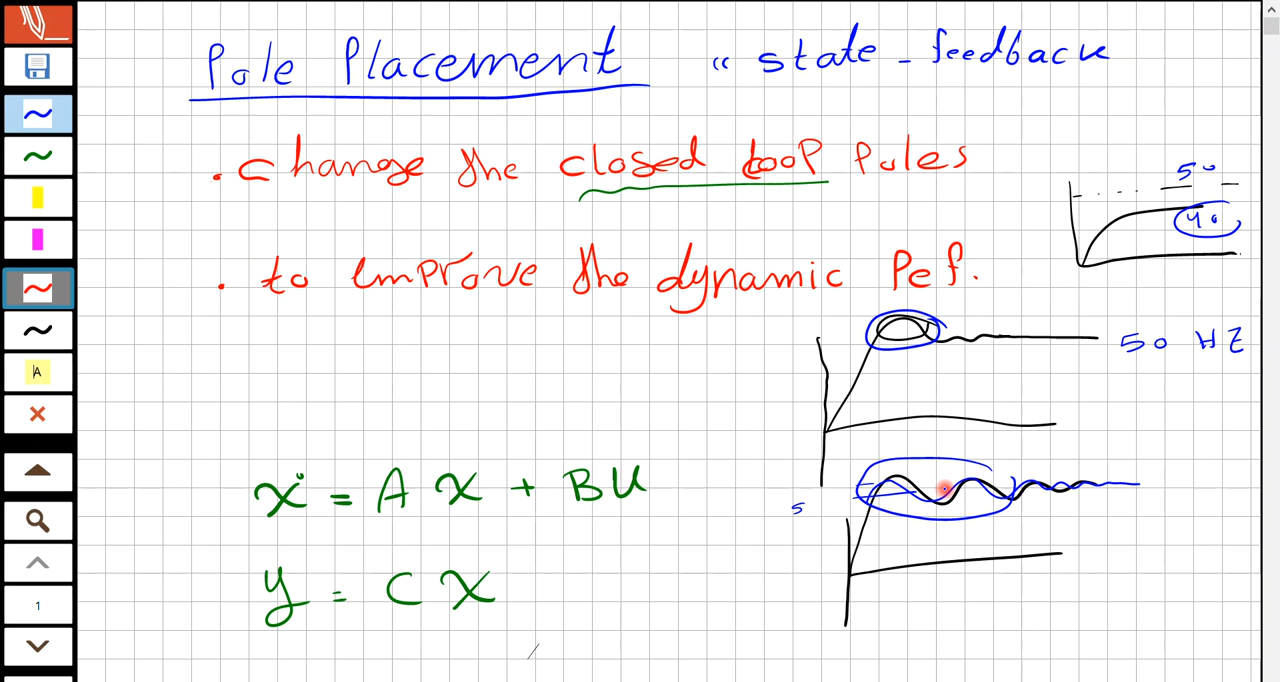 Pole Placement “ state - feedback
. change the closed loop Poles
50
40
. to improve the dynamic Pef.
50 HZ
ẋ = A x + B u
5
y = C x
A
1